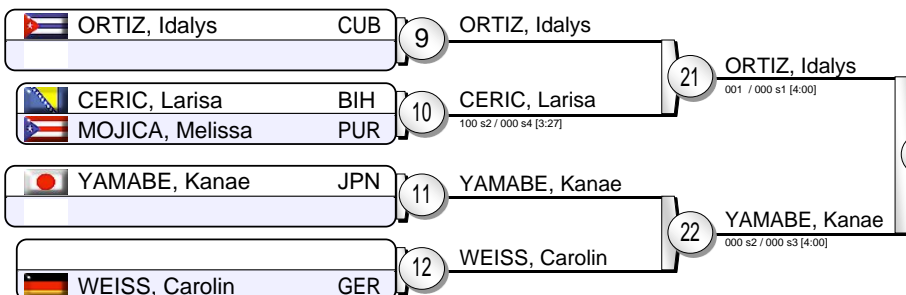 ORTIZ, Idalys CUB
9
ORTIZ, Idalys
21
ORTIZ, Idalys
001 / 000 s1 [4:00]
CERIC, Larisa BIH
MOJICA, Melissa PUR
10
CERIC, Larisa
100 s2 / 000 s4 [3:27]
YAMABE, Kanae JPN
11
YAMABE, Kanae
22
YAMABE, Kanae
000 s2 / 000 s3 [4:00]
WEISS, Carolin GER
12
WEISS, Carolin